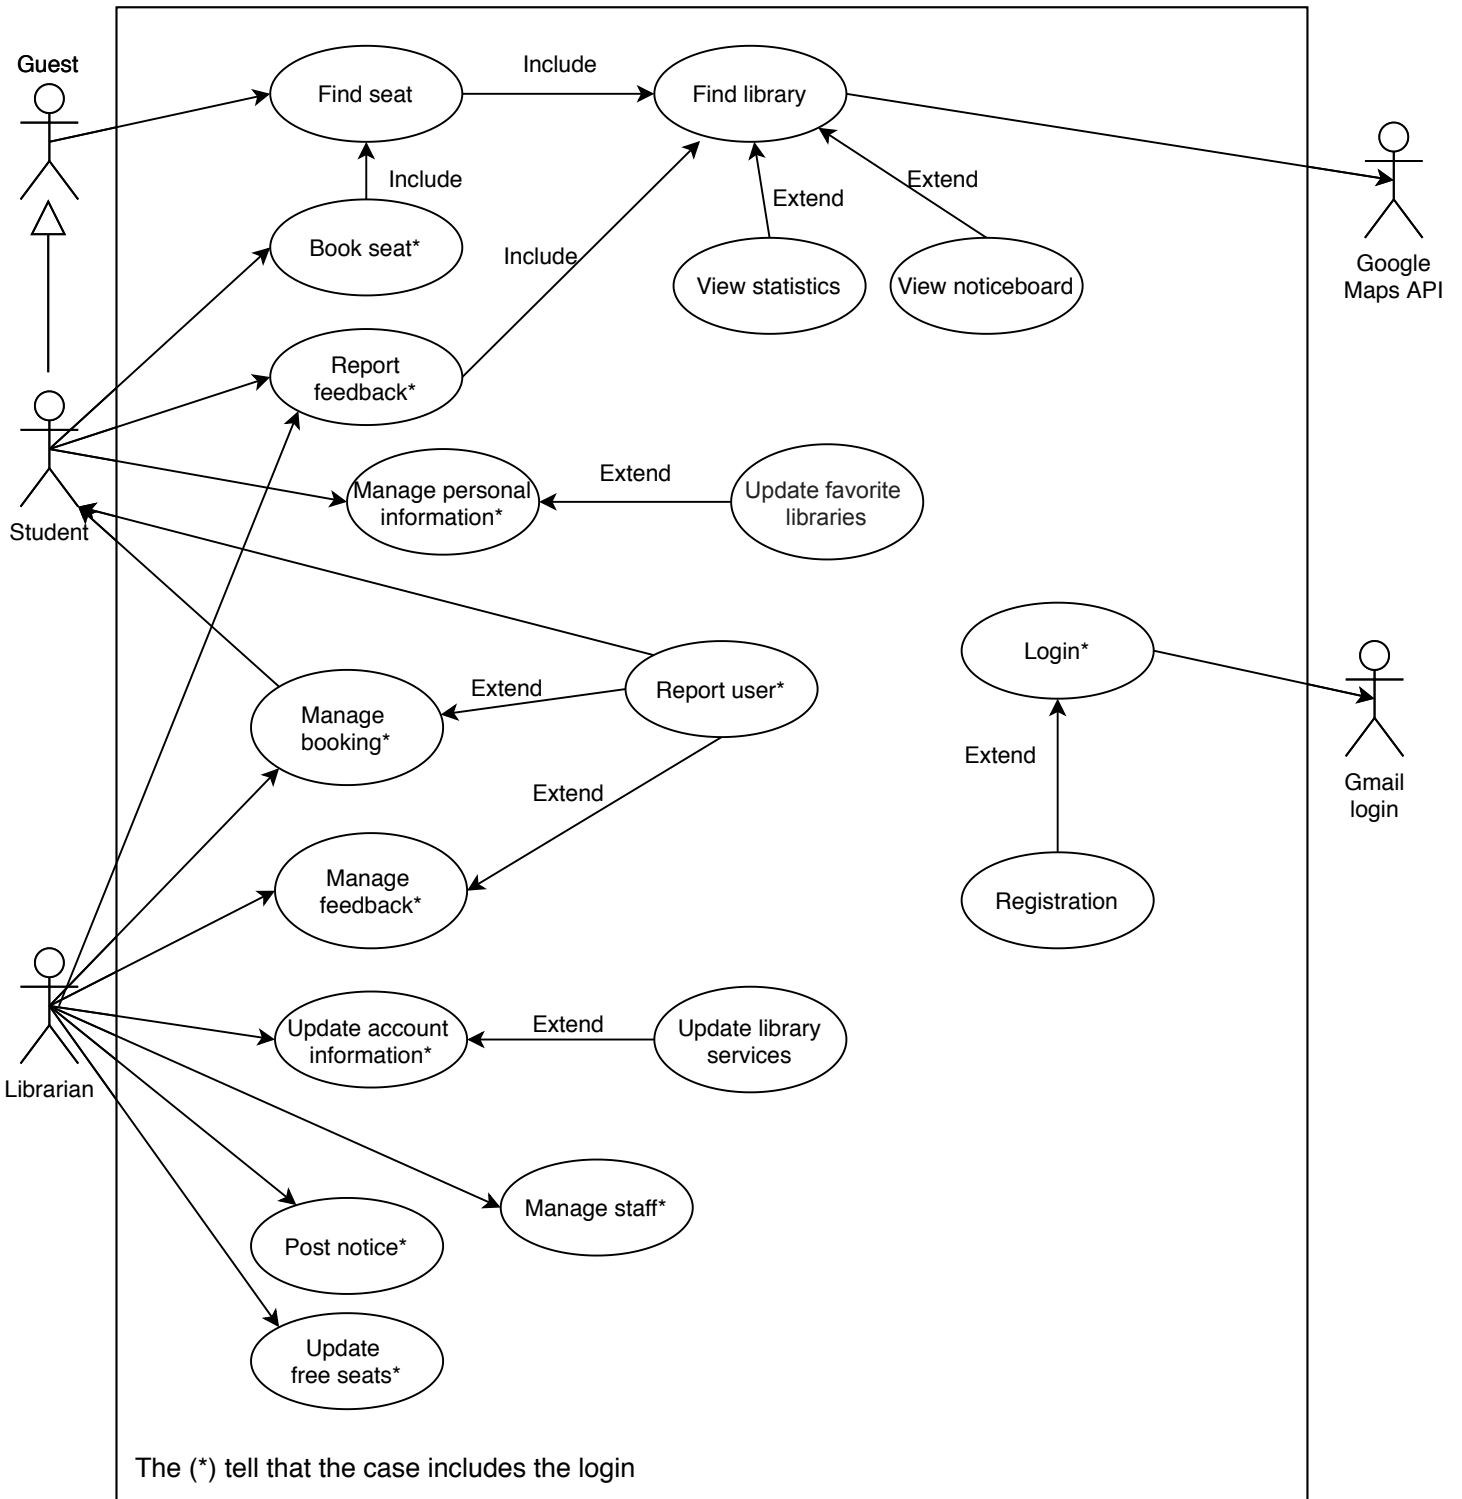 Guest
Find seat
Include
Find library
Include
Book seat*
Extend
Extend
Include
View statistics
View noticeboard
Google
Maps API
Report
feedback*
Student
Manage personal
information*
Extend
Update favorite
libraries
Login*
Report user*
Extend
Manage
booking*
Extend
Gmail
login
Extend
Manage
feedback*
Registration
Librarian
Update account
information*
Extend
Update library
services
Manage staff*
Post notice*
Update
free seats*
The (*) tell that the case includes the login